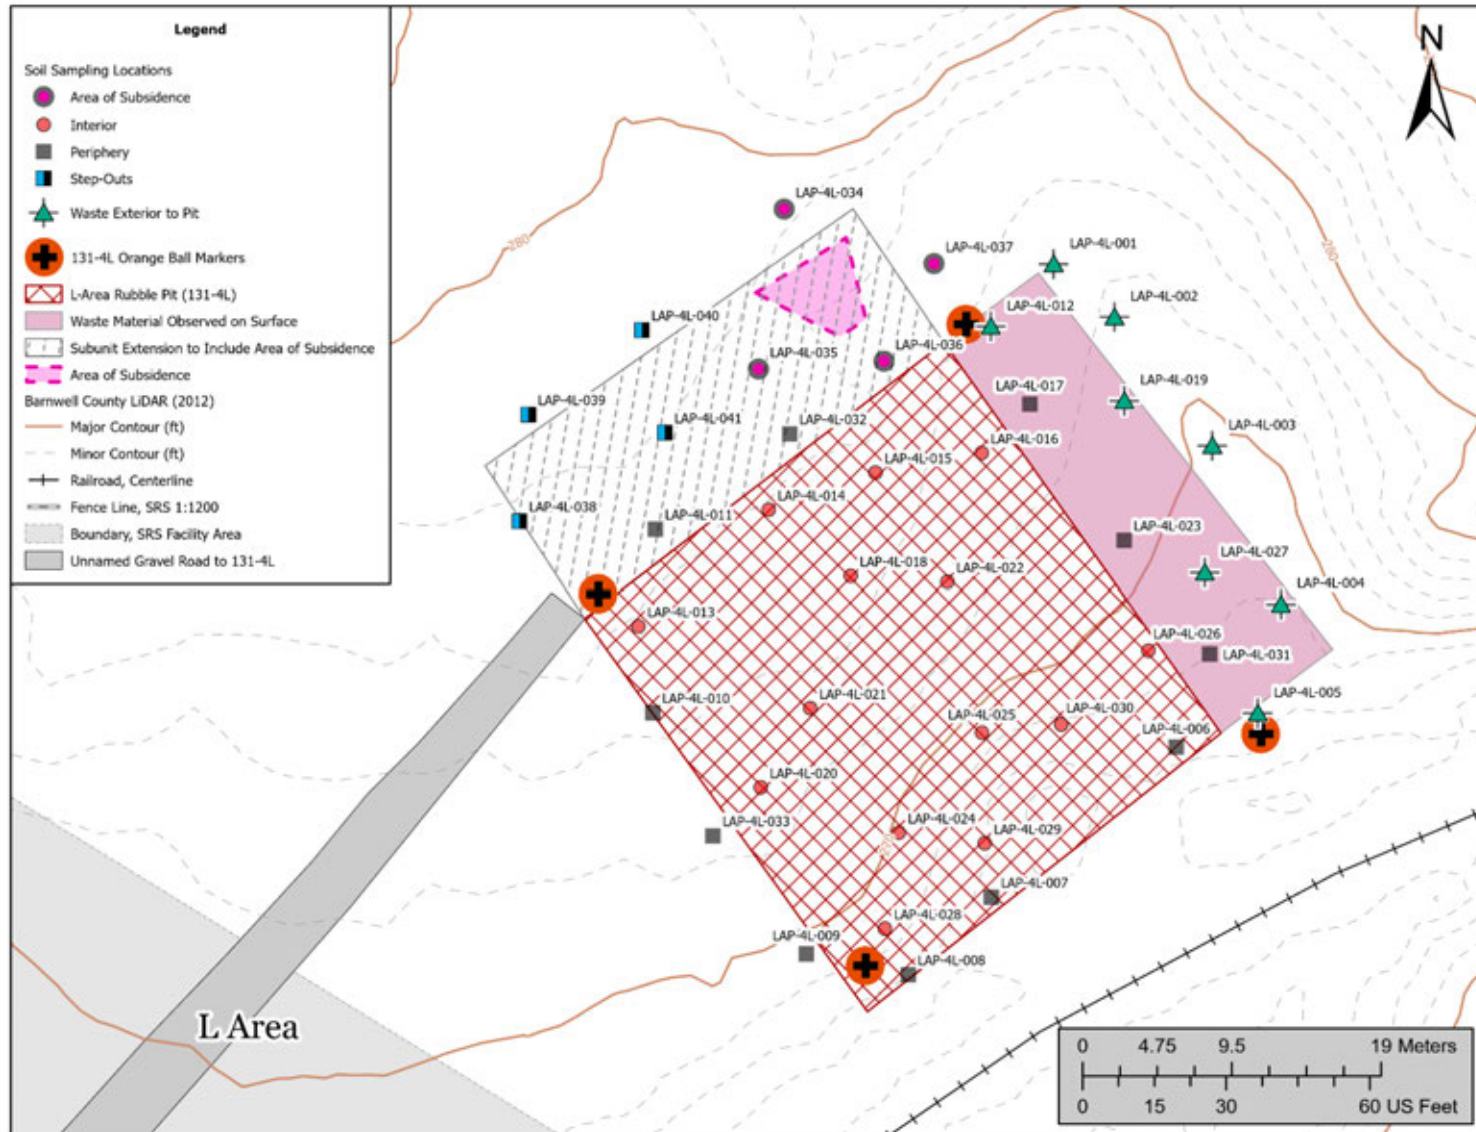 Legend
Soil Sampling Locations
Area of Subsidence
Interior
Periphery
Step-Outs
Waste Exterior to Pit
131-4L Orange Ball Markers
L-Area Rubble Pit (131-4L)
Waste Material Observed on Surface
Subunit Extension to Include Area of Subsidence
Area of Subsidence
Barnwell County LiDAR (2012)
Major Contour (ft)
Minor Contour (ft)
Railroad, Centerline
Fence Line, SRS 1:1200
Boundary, SRS Facility Area
Unnamed Gravel Road to 131-4L
N
LAP-4L-034
280
LAP-4L-037
LAP-4L-001
280
LAP-4L-012
LAP-4L-002
LAP-4L-040
LAP-4L-036
LAP-4L-035
LAP-4L-017
LAP-4L-019
LAP-4L-039
LAP-4L-041
LAP-4L-032
LAP-4L-003
LAP-4L-016
LAP-4L-015
LAP-4L-014
LAP-4L-038
LAP-4L-011
LAP-4L-023
LAP-4L-027
LAP-4L-018
LAP-4L-022
LAP-4L-004
LAP-4L-013
LAP-4L-026
LAP-4L-031
LAP-4L-010
LAP-4L-021
LAP-4L-005
LAP-4L-025
LAP-4L-030
LAP-4L-006
LAP-4L-020
LAP-4L-033
LAP-4L-024
LAP-4L-029
270
LAP-4L-007
LAP-4L-028
LAP-4L-009
LAP-4L-008
L Area
0 4.75 9.5 19 Meters
0 15 30 60 US Feet